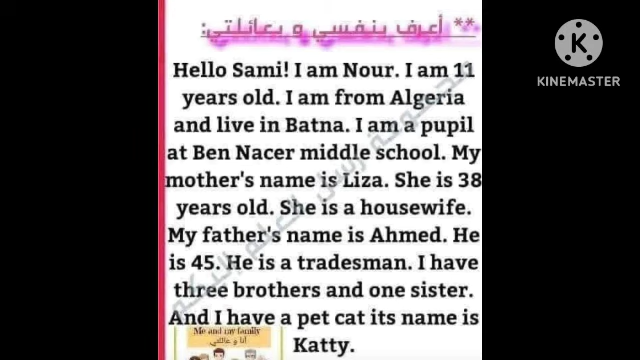 ** أعرف بنفسي و بعائلتي:
Hello Sami! I am Nour. I am 11
years old. I am from Algeria
and live in Batna. I am a pupil
at Ben Nacer middle school. My
mother's name is Liza. She is 38
years old. She is a housewife.
My father's name is Ahmed. He
is 45. He is a tradesman. I have
three brothers and one sister.
And I have a pet cat its name is
Katty.
Me and my family
أنا و عائلتي
K
KINEMASTER